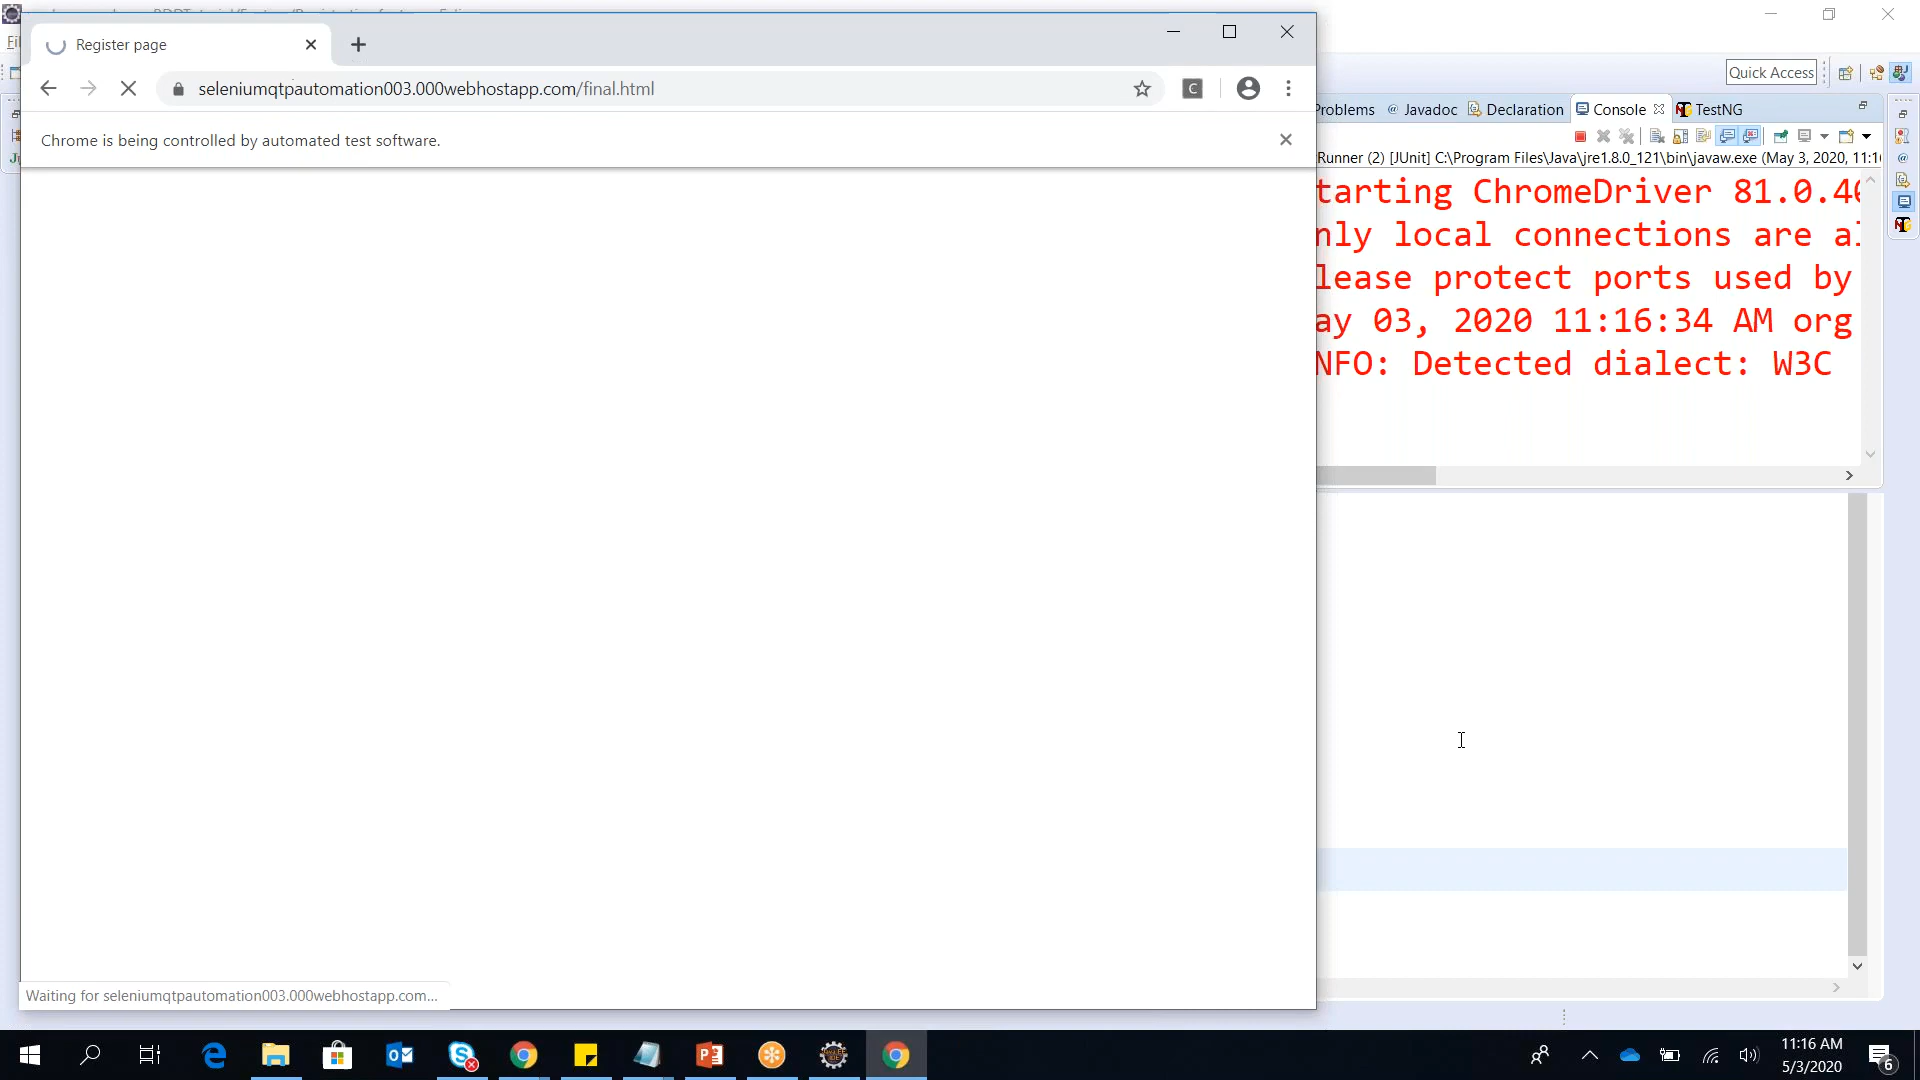 Register page
seleniumqtpautomation003.000webhostapp.com/final.html
C
Chrome is being controlled by automated test software.
Quick Access
Problems
Javadoc
Declaration
Console
TestNG
Runner (2) [JUnit] C:\Program Files\Java\jre1.8.0_121\bin\javaw.exe (May 3, 2020, 11:1
tarting ChromeDriver 81.0.4
nly local connections are al
lease protect ports used by
ay 03, 2020 11:16:34 AM org
NFO: Detected dialect: W3C
Waiting for seleniumqtpautomation003.000webhostapp.com...
11:16 AM
5/3/2020
6